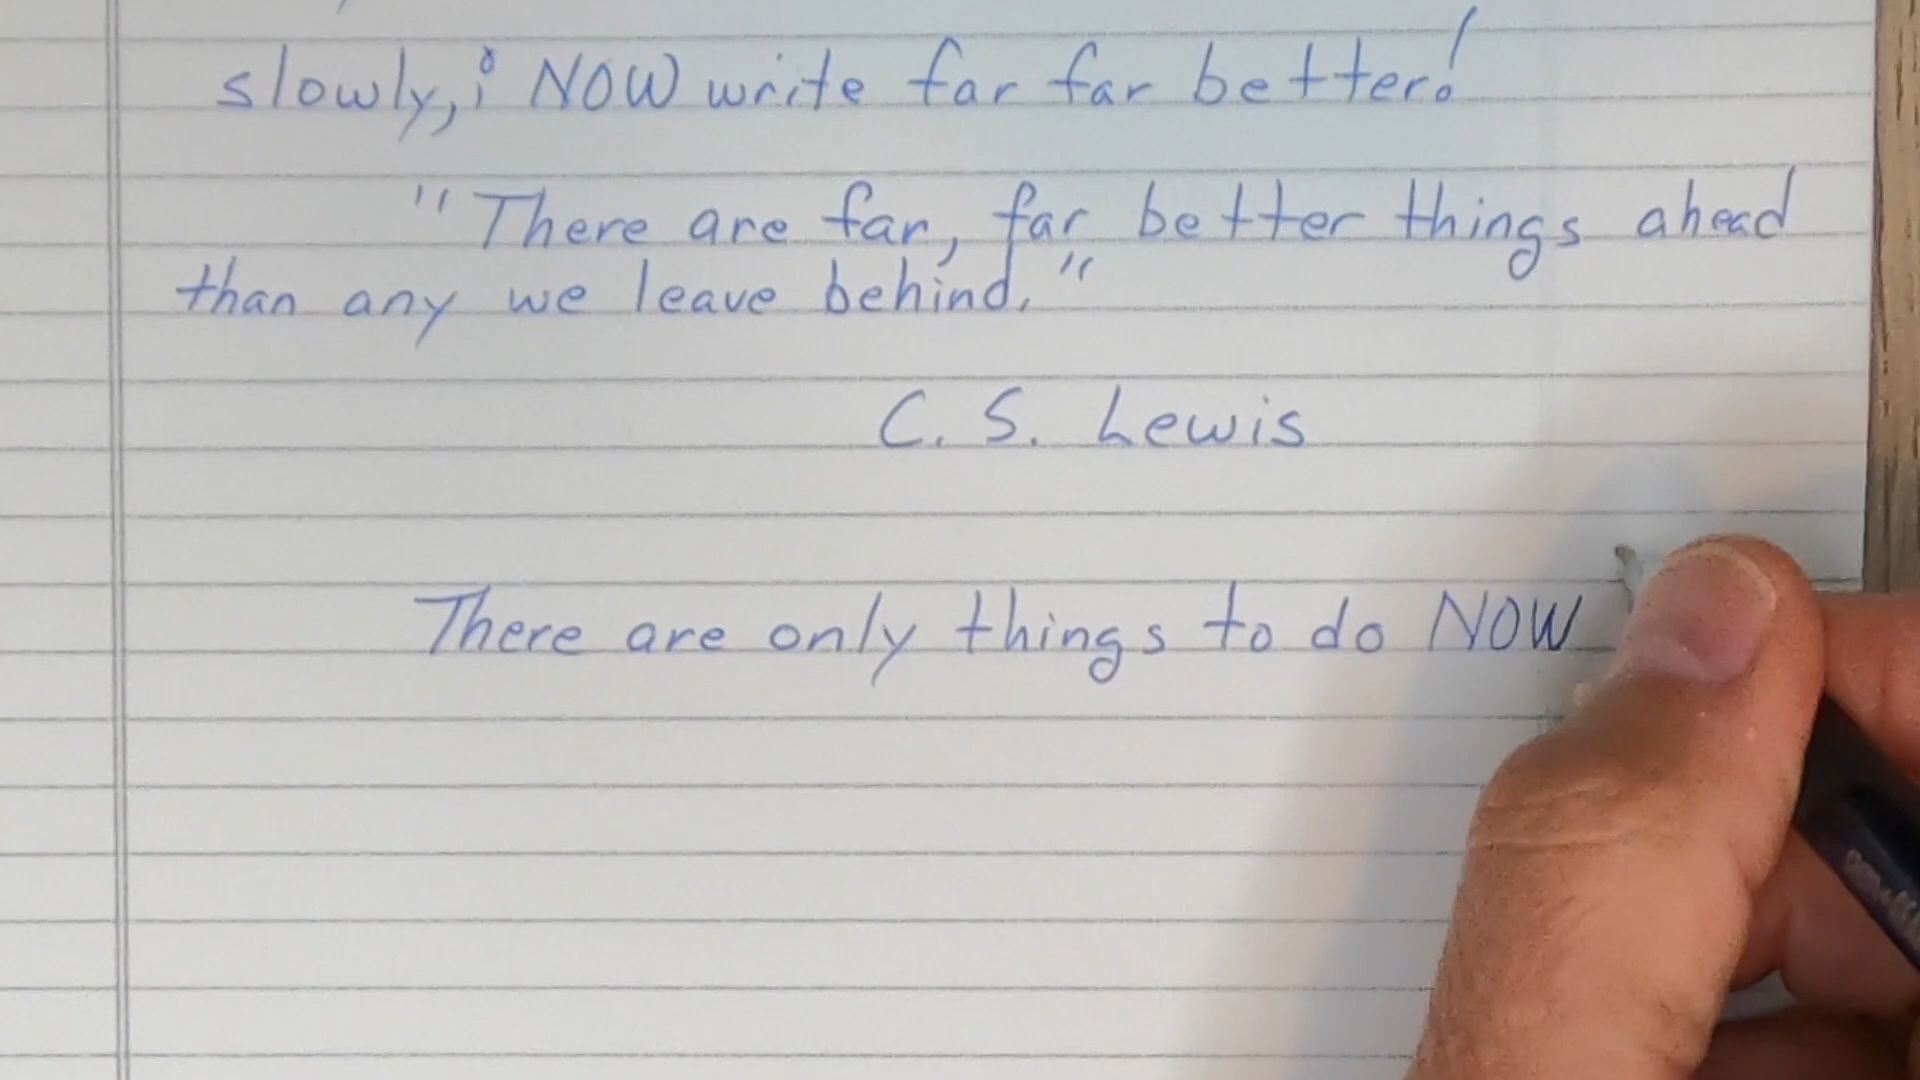 slowly, i NOW write far far better!
"There are far, far better things ahead
than any we leave behind."
C. S. Lewis
There are only things to do NOW